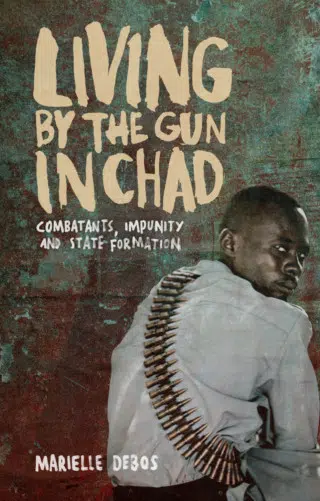 LIVING
BY THE GUN
IN CHAD
COMBATANTS, IMPUNITY
AND STATE FORMATION
MARIELLE DEBOS